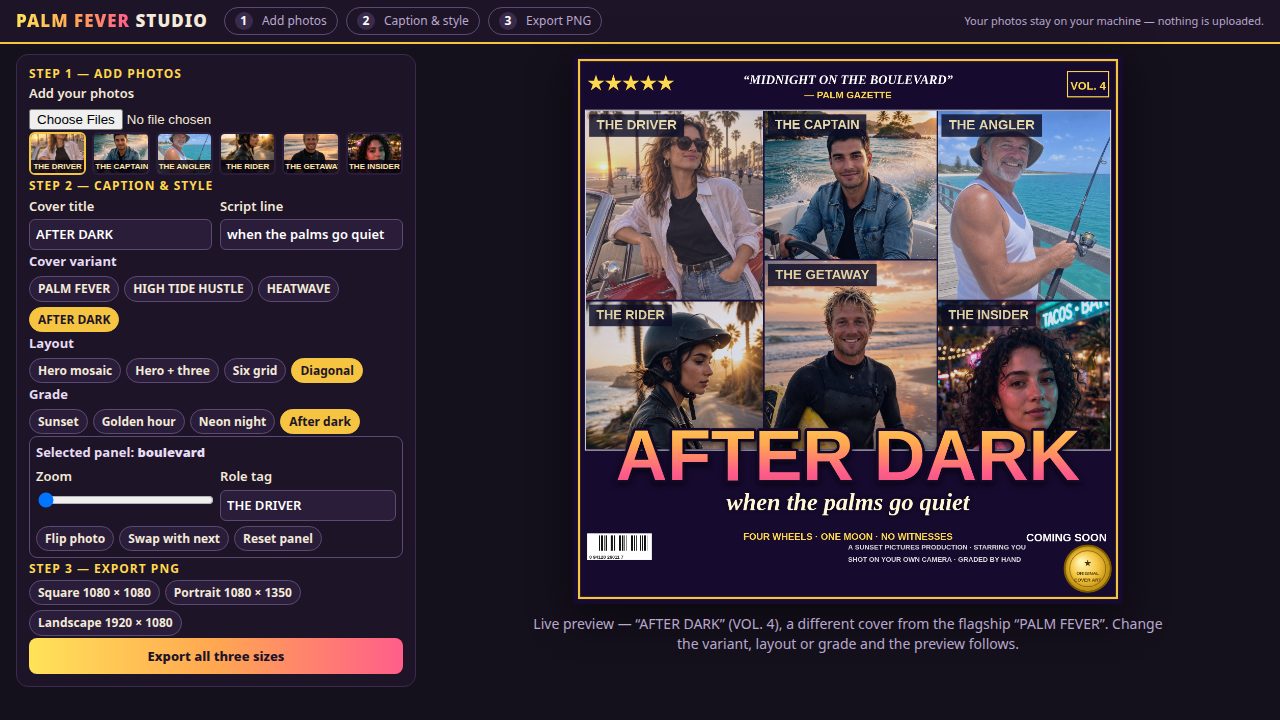 PALM FEVER STUDIO
1 Add photos
2 Caption & style
3 Export PNG
Your photos stay on your machine — nothing is uploaded.
STEP 1 — ADD PHOTOS
Add your photos
Choose Files No file chosen
THE DRIVER
THE CAPTAIN
THE ANGLER
THE RIDER
THE GETAWA
THE INSIDER
STEP 2 — CAPTION & STYLE
Cover title
Script line
AFTER DARK
when the palms go quiet
Cover variant
PALM FEVER
HIGH TIDE HUSTLE
HEATWAVE
AFTER DARK
Layout
Hero mosaic
Hero + three
Six grid
Diagonal
Grade
Sunset
Golden hour
Neon night
After dark
Selected panel: boulevard
Zoom
Role tag
THE DRIVER
Flip photo
Swap with next
Reset panel
STEP 3 — EXPORT PNG
Square 1080 × 1080
Portrait 1080 × 1350
Landscape 1920 × 1080
Export all three sizes
★★★★★
“MIDNIGHT ON THE BOULEVARD”
— PALM GAZETTE
VOL. 4
THE DRIVER
THE CAPTAIN
THE ANGLER
THE RIDER
THE GETAWAY
THE INSIDER
TACOS • BAR
AFTER DARK
when the palms go quiet
FOUR WHEELS · ONE MOON · NO WITNESSES
COMING SOON
A SUNSET PICTURES PRODUCTION · STARRING YOU
SHOT ON YOUR OWN CAMERA · GRADED BY HAND
★
ORIGINAL
COVER ART
Live preview — “AFTER DARK” (VOL. 4), a different cover from the flagship “PALM FEVER”. Change
the variant, layout or grade and the preview follows.